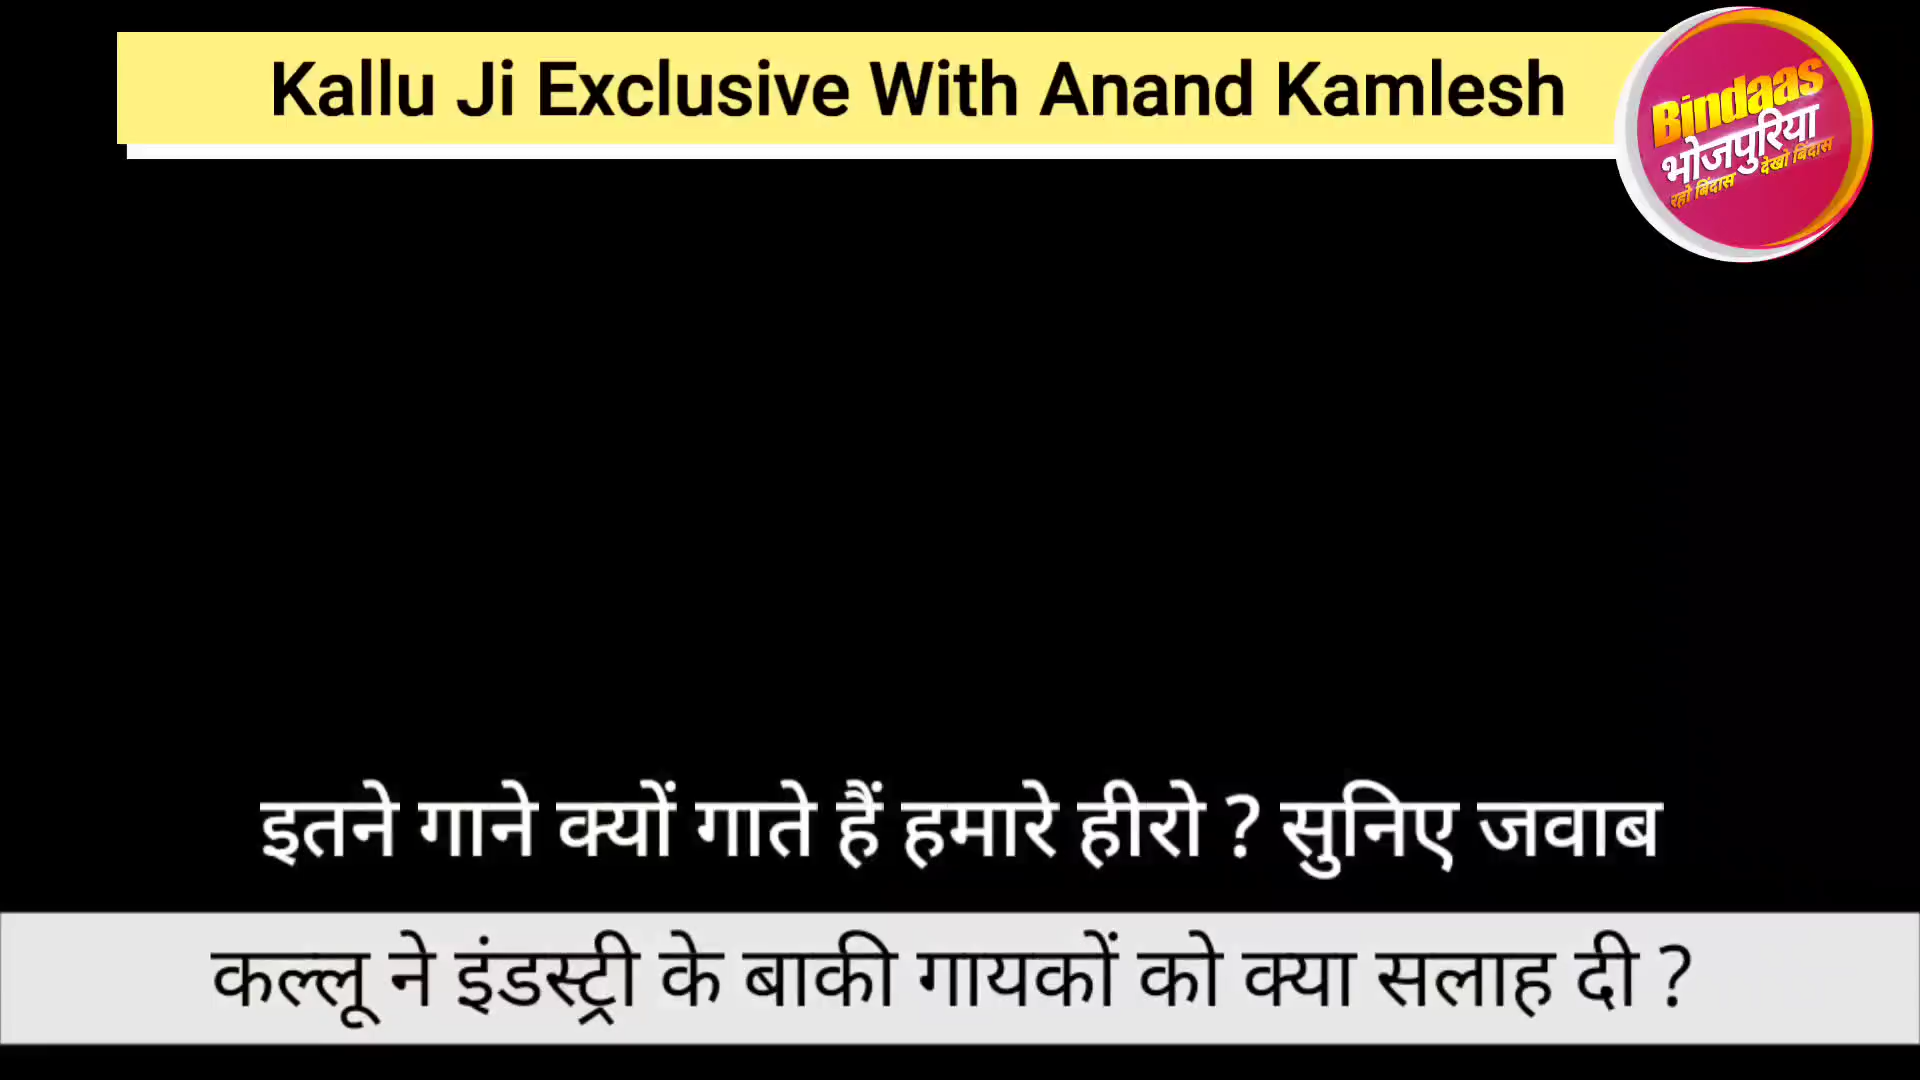 Kallu Ji Exclusive With Anand Kamlesh
Bindaas
भोजपुरिया
रहो बिंदास देखो बिंदास
इतने गाने क्यों गाते हैं हमारे हीरो ? सुनिए जवाब
कल्लू ने इंडस्ट्री के बाकी गायकों को क्या सलाह दी ?